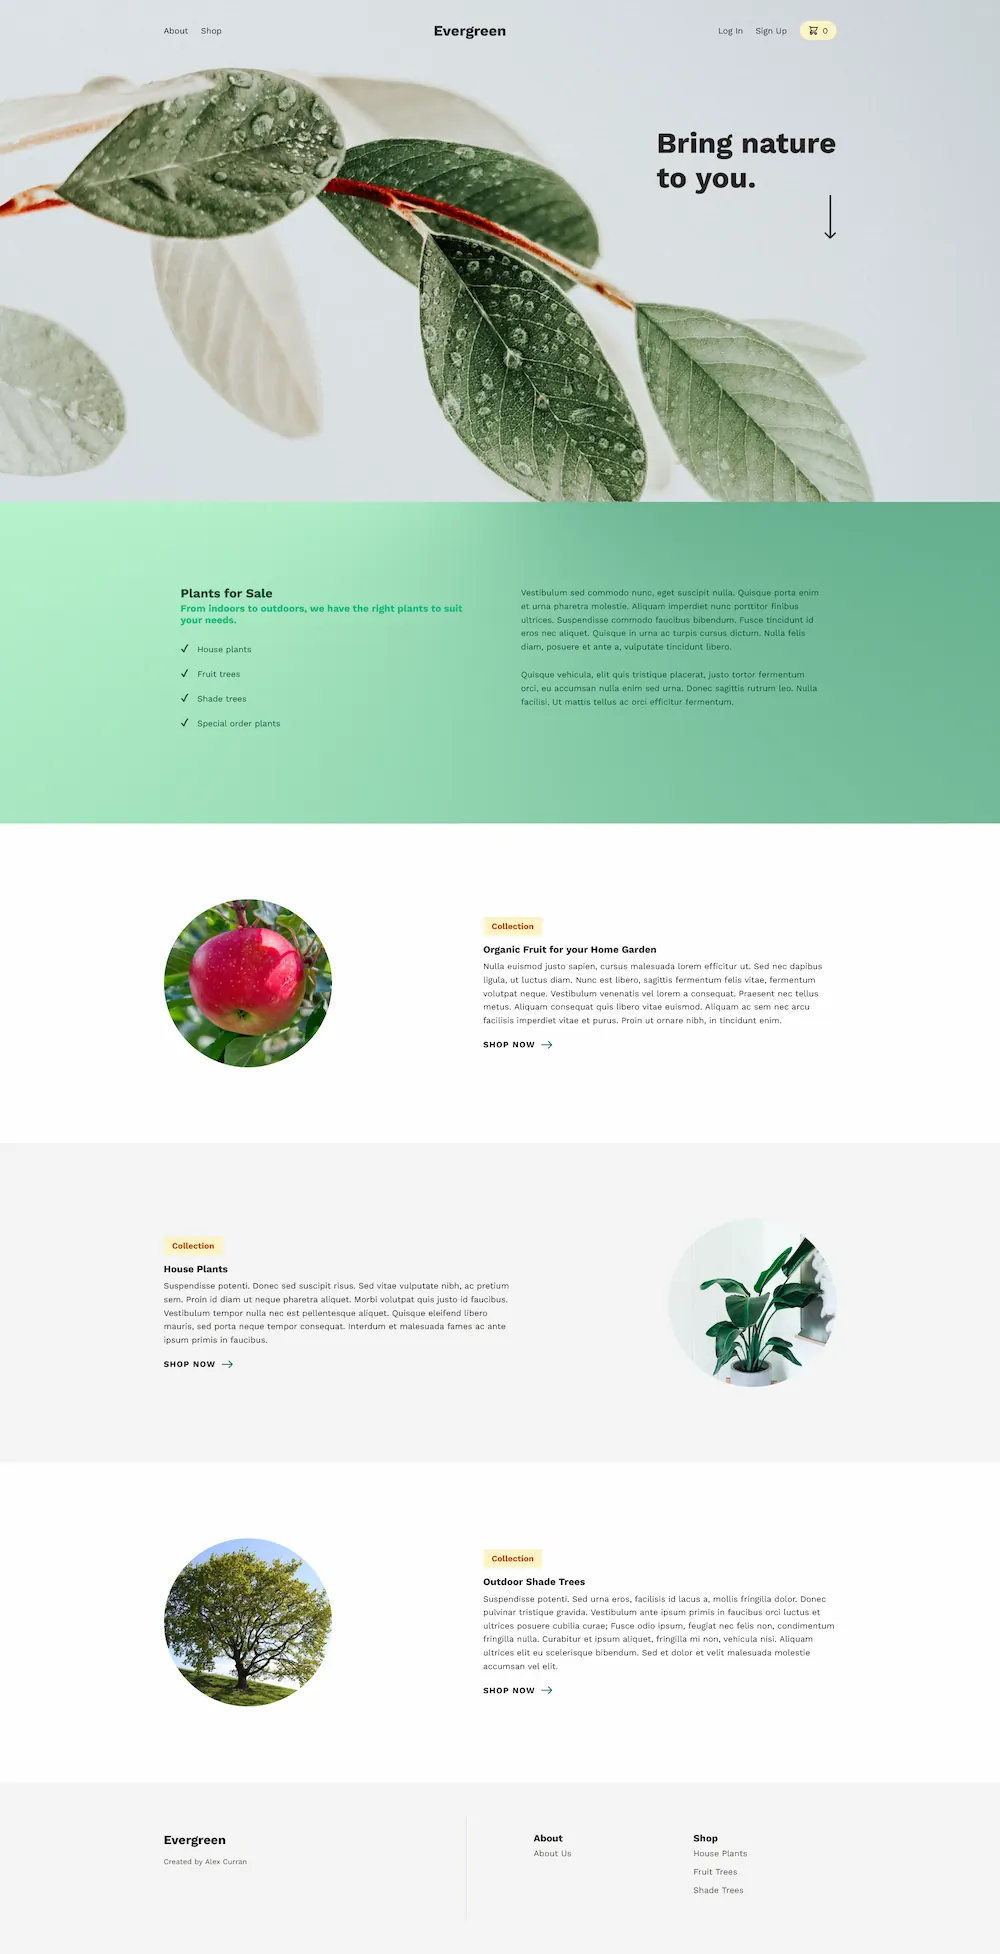 About Shop Evergreen Log In Sign Up 0
Bring nature
to you.
Plants for Sale
From indoors to outdoors, we have the right plants to suit
your needs.
House plants
Fruit trees
Shade trees
Special order plants
Vestibulum sed commodo nunc, eget suscipit nulla. Quisque porta enim
et urna pharetra molestie. Aliquam imperdiet nunc porttitor finibus
ultrices. Suspendisse commodo faucibus bibendum. Fusce tincidunt id
eros nec aliquet. Quisque in urna ac turpis cursus dictum. Nulla felis
diam, posuere et ante a, vulputate tincidunt libero.
Quisque vehicula, elit quis tristique placerat, justo tortor fermentum
orci, eu accumsan nulla enim sed urna. Donec sagittis rutrum leo. Nulla
facilisi. Ut mattis tellus ac orci efficitur fermentum.
Collection
Organic Fruit for your Home Garden
Nulla euismod justo sapien, cursus malesuada lorem efficitur ut. Sed nec dapibus
ligula, ut luctus diam. Nunc est libero, sagittis fermentum felis vitae, fermentum
volutpat neque. Vestibulum venenatis vel lorem a consequat. Praesent nec tellus
metus. Aliquam consequat quis libero vitae euismod. Aliquam ac sem nec arcu
facilisis imperdiet vitae et purus. Proin ut ornare nibh, in tincidunt enim.
SHOP NOW
Collection
House Plants
Suspendisse potenti. Donec sed suscipit risus. Sed vitae vulputate nibh, ac pretium
sem. Proin id diam ut neque pharetra aliquet. Morbi volutpat quis justo id faucibus.
Vestibulum tempor nulla nec est pellentesque aliquet. Quisque eleifend libero
mauris, sed porta neque tempor consequat. Interdum et malesuada fames ac ante
ipsum primis in faucibus.
SHOP NOW
Collection
Outdoor Shade Trees
Suspendisse potenti. Sed urna eros, facilisis id lacus a, mollis fringilla dolor. Donec
pulvinar tristique gravida. Vestibulum ante ipsum primis in faucibus orci luctus et
ultrices posuere cubilia curae; Fusce odio ipsum, feugiat nec felis non, condimentum
fringilla nulla. Curabitur et ipsum aliquet, fringilla mi non, vehicula nisi. Aliquam
ultrices elit eu scelerisque bibendum. Sed et dolor et velit malesuada molestie
accumsan vel elit.
SHOP NOW
Evergreen
Created by Alex Curran
About
About Us
Shop
House Plants
Fruit Trees
Shade Trees